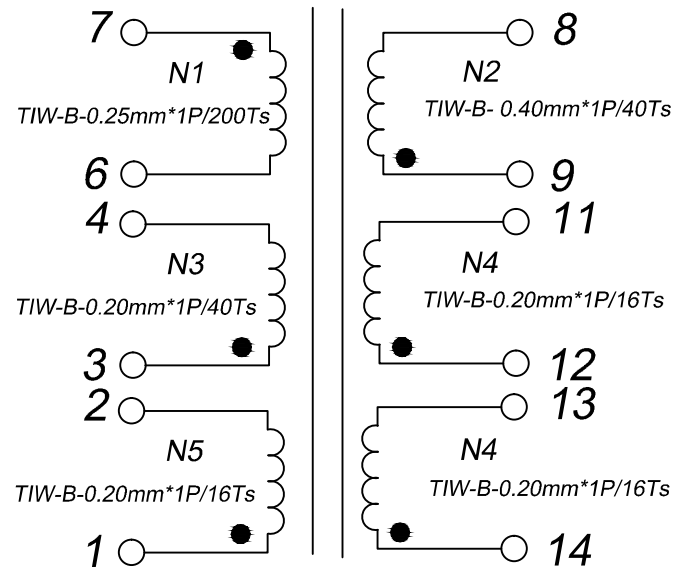 7
N1
TIW-B-0.25mm*1P/200Ts
6
4
N3
TIW-B-0.20mm*1P/40Ts
3
2
N5
TIW-B-0.20mm*1P/16Ts
1
8
N2
TIW-B- 0.40mm*1P/40Ts
9
11
N4
TIW-B-0.20mm*1P/16Ts
12
13
N4
TIW-B-0.20mm*1P/16Ts
14